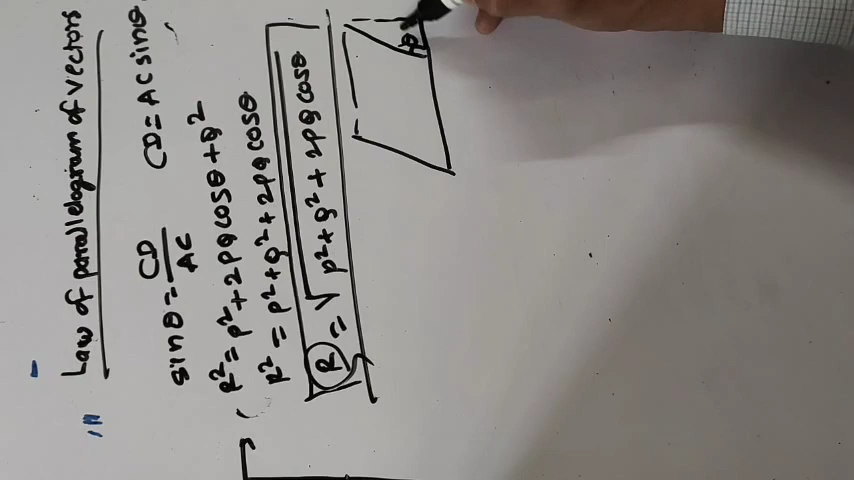 Law of parallelogram of vectors
sinθ = CD/AC CD = AC sinθ
R² = P² + 2PQ cosθ + Q²
R² = P² + Q² + 2PQ cosθ
R = √P² + Q² + 2PQ cosθ
θ